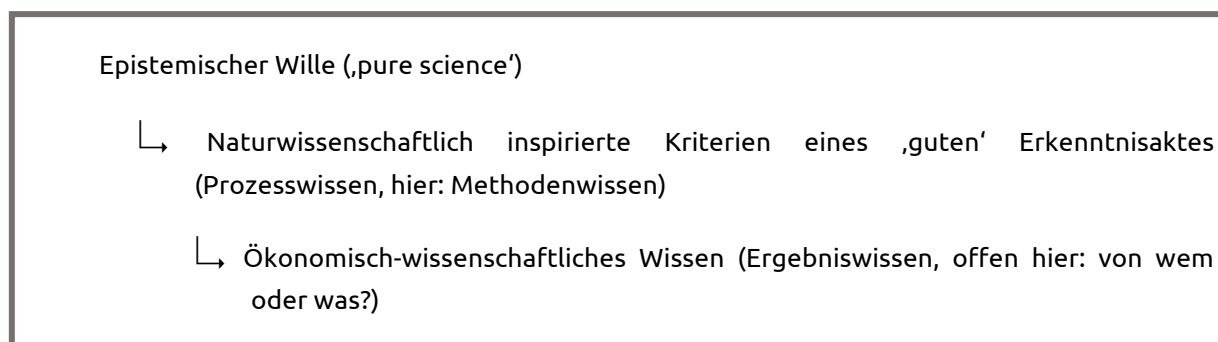 Epistemischer Wille (‚pure science‘)
Naturwissenschaftlich inspirierte Kriterien eines ‚guten‘ Erkenntnisaktes
(Prozesswissen, hier: Methodenwissen)
Ökonomisch-wissenschaftliches Wissen (Ergebniswissen, offen hier: von wem
oder was?)